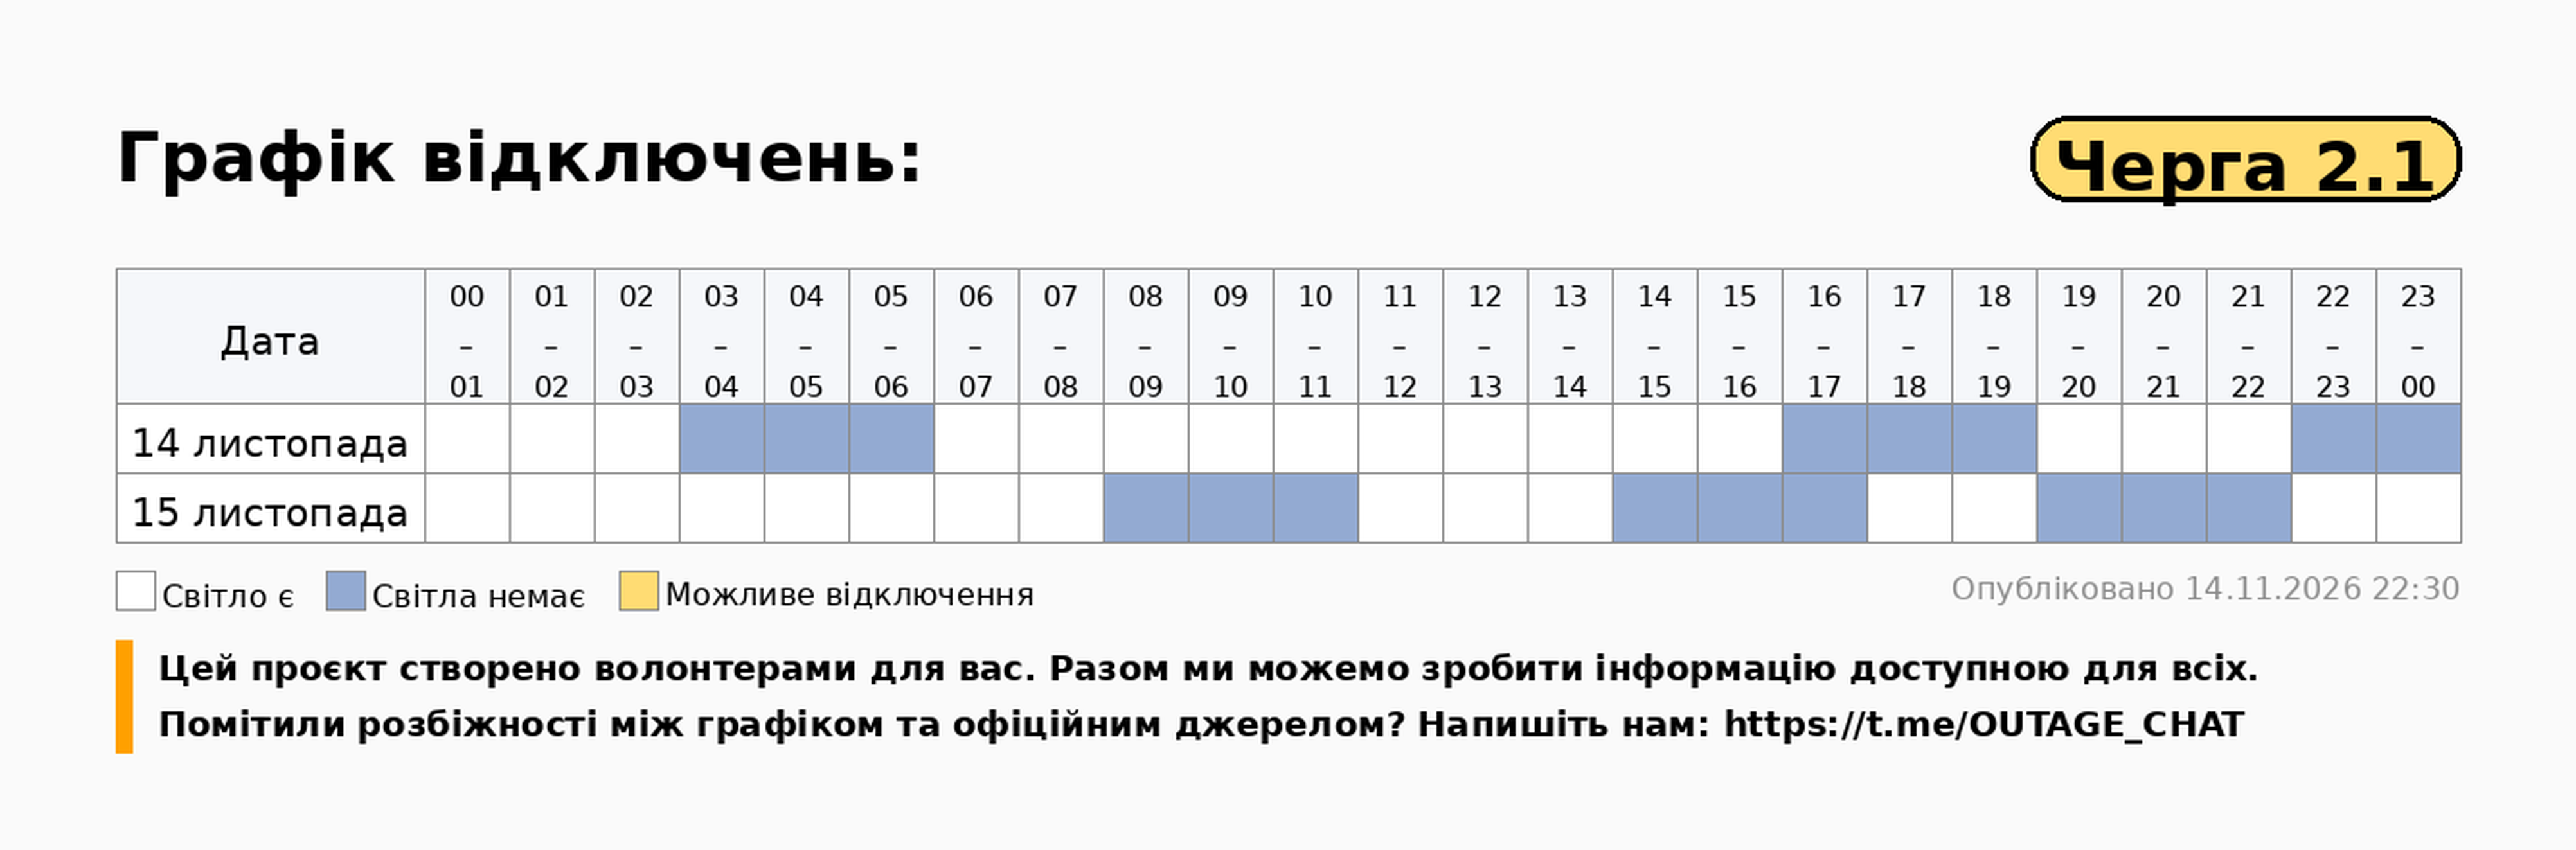 Графік відключень:
Черга 2.1
Дата
00 – 01
01 – 02
02 – 03
03 – 04
04 – 05
05 – 06
06 – 07
07 – 08
08 – 09
09 – 10
10 – 11
11 – 12
12 – 13
13 – 14
14 – 15
15 – 16
16 – 17
17 – 18
18 – 19
19 – 20
20 – 21
21 – 22
22 – 23
23 – 00
14 листопада
15 листопада
Світло є
Світла немає
Можливе відключення
Опубліковано 14.11.2026 22:30
Цей проєкт створено волонтерами для вас. Разом ми можемо зробити інформацію доступною для всіх.
Помітили розбіжності між графіком та офіційним джерелом? Напишіть нам: https://t.me/OUTAGE_CHAT